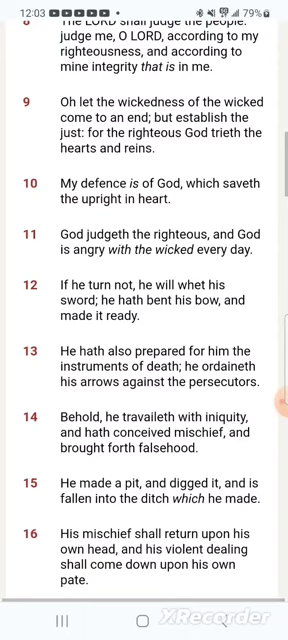 12:03
79%
8 The LORD shall judge the people:
judge me, O LORD, according to my
righteousness, and according to
mine integrity that is in me.
9 Oh let the wickedness of the wicked
come to an end; but establish the
just: for the righteous God trieth the
hearts and reins.
10 My defence is of God, which saveth
the upright in heart.
11 God judgeth the righteous, and God
is angry with the wicked every day.
12 If he turn not, he will whet his
sword; he hath bent his bow, and
made it ready.
13 He hath also prepared for him the
instruments of death; he ordaineth
his arrows against the persecutors.
14 Behold, he travaileth with iniquity,
and hath conceived mischief, and
brought forth falsehood.
15 He made a pit, and digged it, and is
fallen into the ditch which he made.
16 His mischief shall return upon his
own head, and his violent dealing
shall come down upon his own
pate.
XRecorder